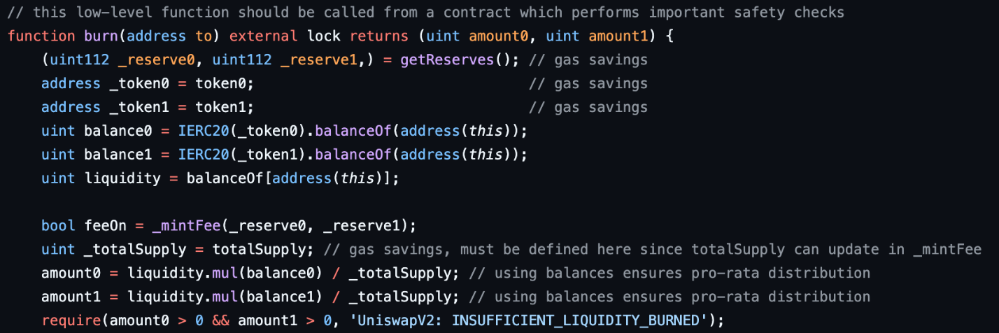 // this low-level function should be called from a contract which performs important safety checks
function burn(address to) external lock returns (uint amount0, uint amount1) {
    (uint112 _reserve0, uint112 _reserve1,) = getReserves(); // gas savings
    address _token0 = token0;                                // gas savings
    address _token1 = token1;                                // gas savings
    uint balance0 = IERC20(_token0).balanceOf(address(this));
    uint balance1 = IERC20(_token1).balanceOf(address(this));
    uint liquidity = balanceOf[address(this)];

    bool feeOn = _mintFee(_reserve0, _reserve1);
    uint _totalSupply = totalSupply; // gas savings, must be defined here since totalSupply can update in _mintFee
    amount0 = liquidity.mul(balance0) / _totalSupply; // using balances ensures pro-rata distribution
    amount1 = liquidity.mul(balance1) / _totalSupply; // using balances ensures pro-rata distribution
    require(amount0 > 0 && amount1 > 0, 'UniswapV2: INSUFFICIENT_LIQUIDITY_BURNED');